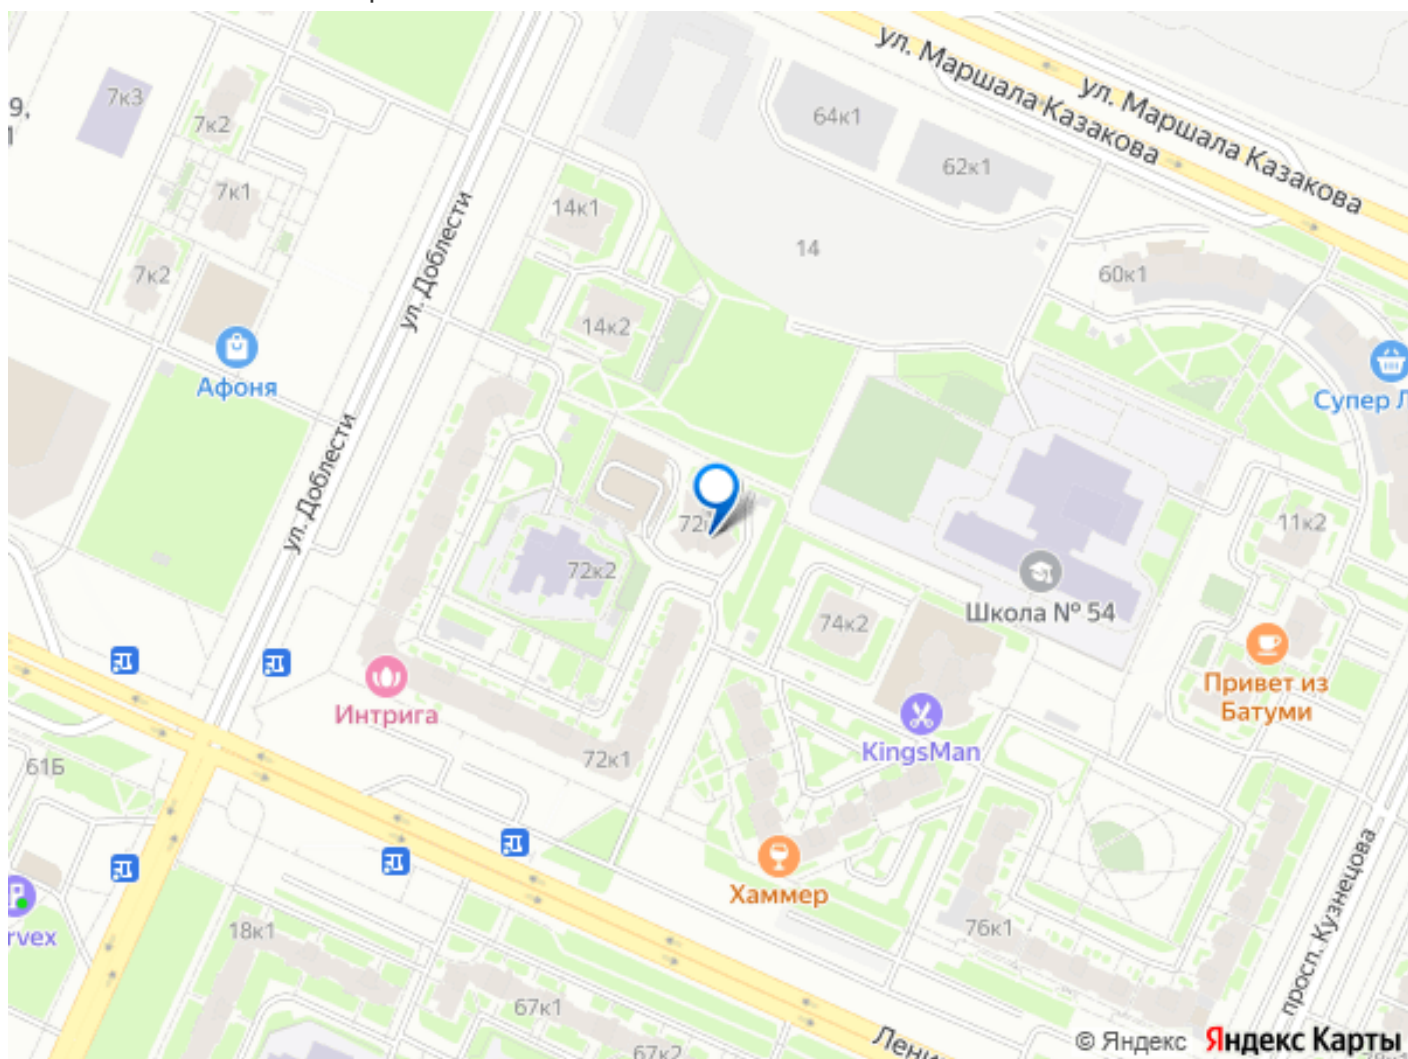 ул. Маршала Казакова
ул. Маршала Казакова
7к3
9,
7к2
64к1
62к1
7к1
14к1
ул. Доблести
14
7к2
60к1
14к2
Афоня
Супер Л
ул. Доблести
72
11к2
72к2
Школа № 54
74к2
Привет из
Батуми
Интрига
KingsMan
72к1
61Б
Хаммер
просп. Кузнецова
rvex
18к1
76к1
67к1
67к2
Лени
© Яндекс
Яндекс Карты